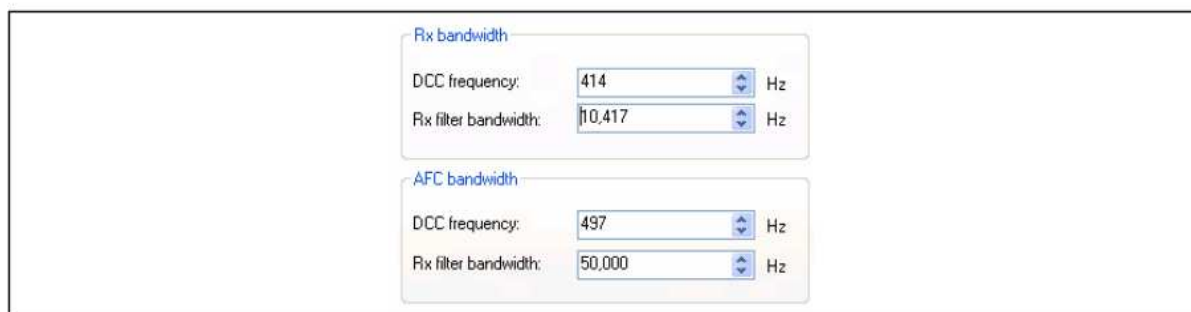 Rx bandwidth
DCC frequency: 414 Hz
Rx filter bandwidth: 10,417 Hz
AFC bandwidth
DCC frequency: 497 Hz
Rx filter bandwidth: 50,000 Hz